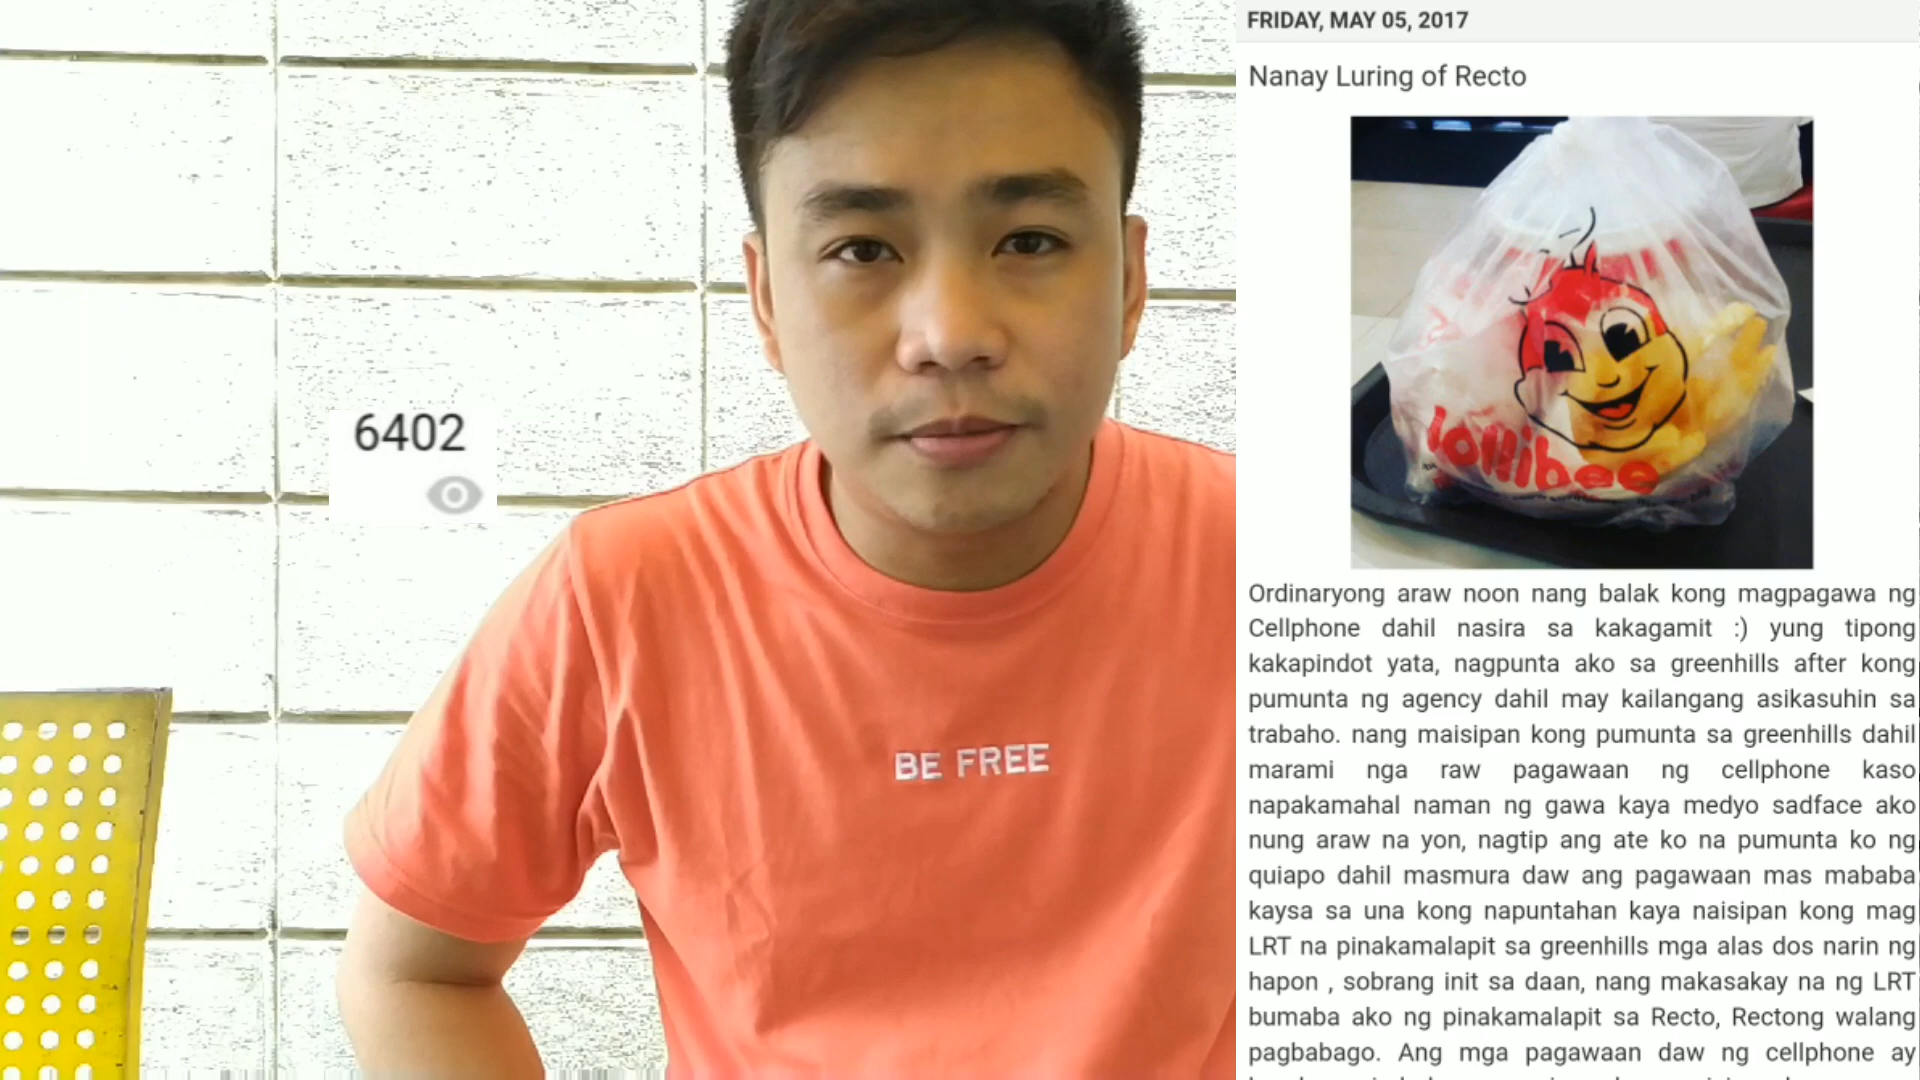 6402
BE FREE
FRIDAY, MAY 05, 2017
Nanay Luring of Recto
Jollibee
Ordinaryong araw noon nang balak kong magpagawa ng
Cellphone dahil nasira sa kakagamit :) yung tipong
kakapindot yata, nagpunta ako sa greenhills after kong
pumunta ng agency dahil may kailangang asikasuhin sa
trabaho. nang maisipan kong pumunta sa greenhills dahil
marami nga raw pagawaan ng cellphone kaso
napakamahal naman ng gawa kaya medyo sadface ako
nung araw na yon, nagtip ang ate ko na pumunta ko ng
quiapo dahil masmura daw ang pagawaan mas mababa
kaysa sa una kong napuntahan kaya naisipan kong mag
LRT na pinakamalapit sa greenhills mga alas dos narin ng
hapon , sobrang init sa daan, nang makasakay na ng LRT
bumaba ako ng pinakamalapit sa Recto, Rectong walang
pagbabago. Ang mga pagawaan daw ng cellphone ay